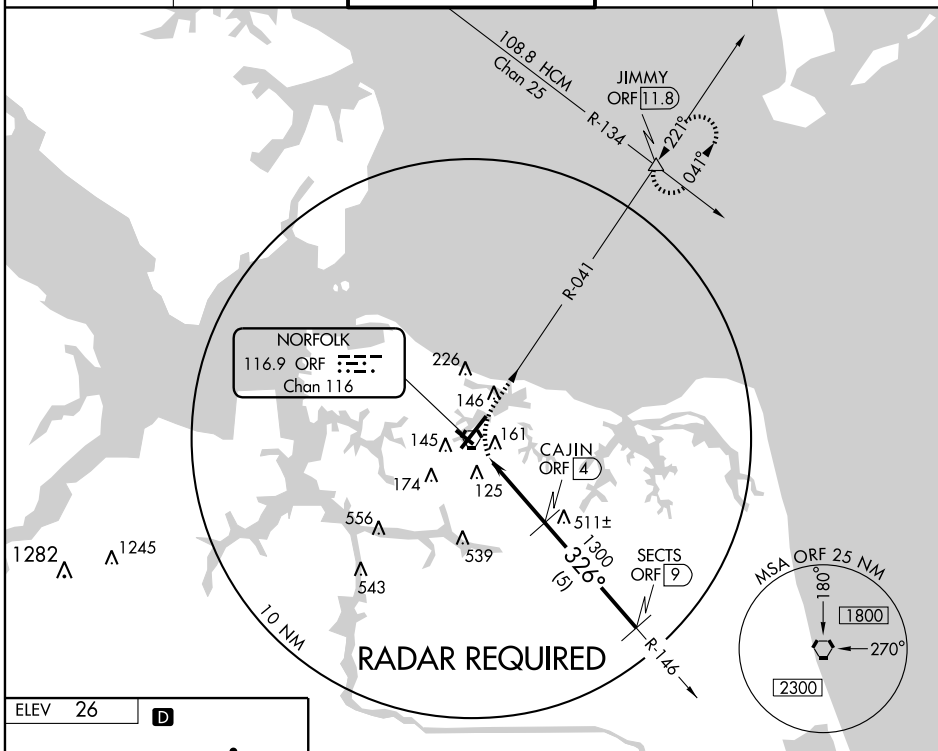 108.8 HCM
Chan 25
R-134
JIMMY
ORF 11.8
221°
041°
R-041
NORFOLK
116.9 ORF
Chan 116
226
146
145
161
174
125
CAJIN
ORF 4
511±
556
539
543
1282
1245
1300
326°
(5)
SECTS
ORF 9
R-146
10 NM
RADAR REQUIRED
MSA ORF 25 NM
180°
1800
270°
2300
ELEV 26
D